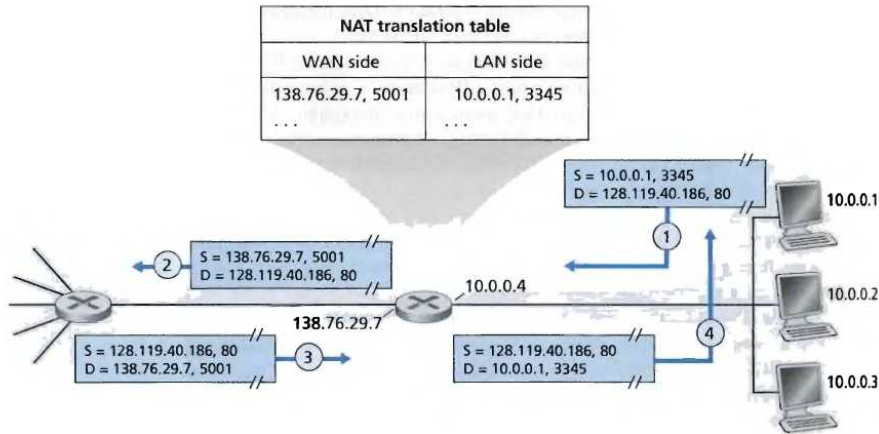 NAT translation table
WAN side
LAN side
138.76.29.7, 5001
10.0.0.1, 3345
. . .
. . .
S = 10.0.0.1, 3345
D = 128.119.40.186, 80
10.0.0.1
1
2
S = 138.76.29.7, 5001
D = 128.119.40.186, 80
10.0.0.4
10.0.0.2
138.76.29.7
4
S = 128.119.40.186, 80
D = 138.76.29.7, 5001
3
S = 128.119.40.186, 80
D = 10.0.0.1, 3345
10.0.0.3